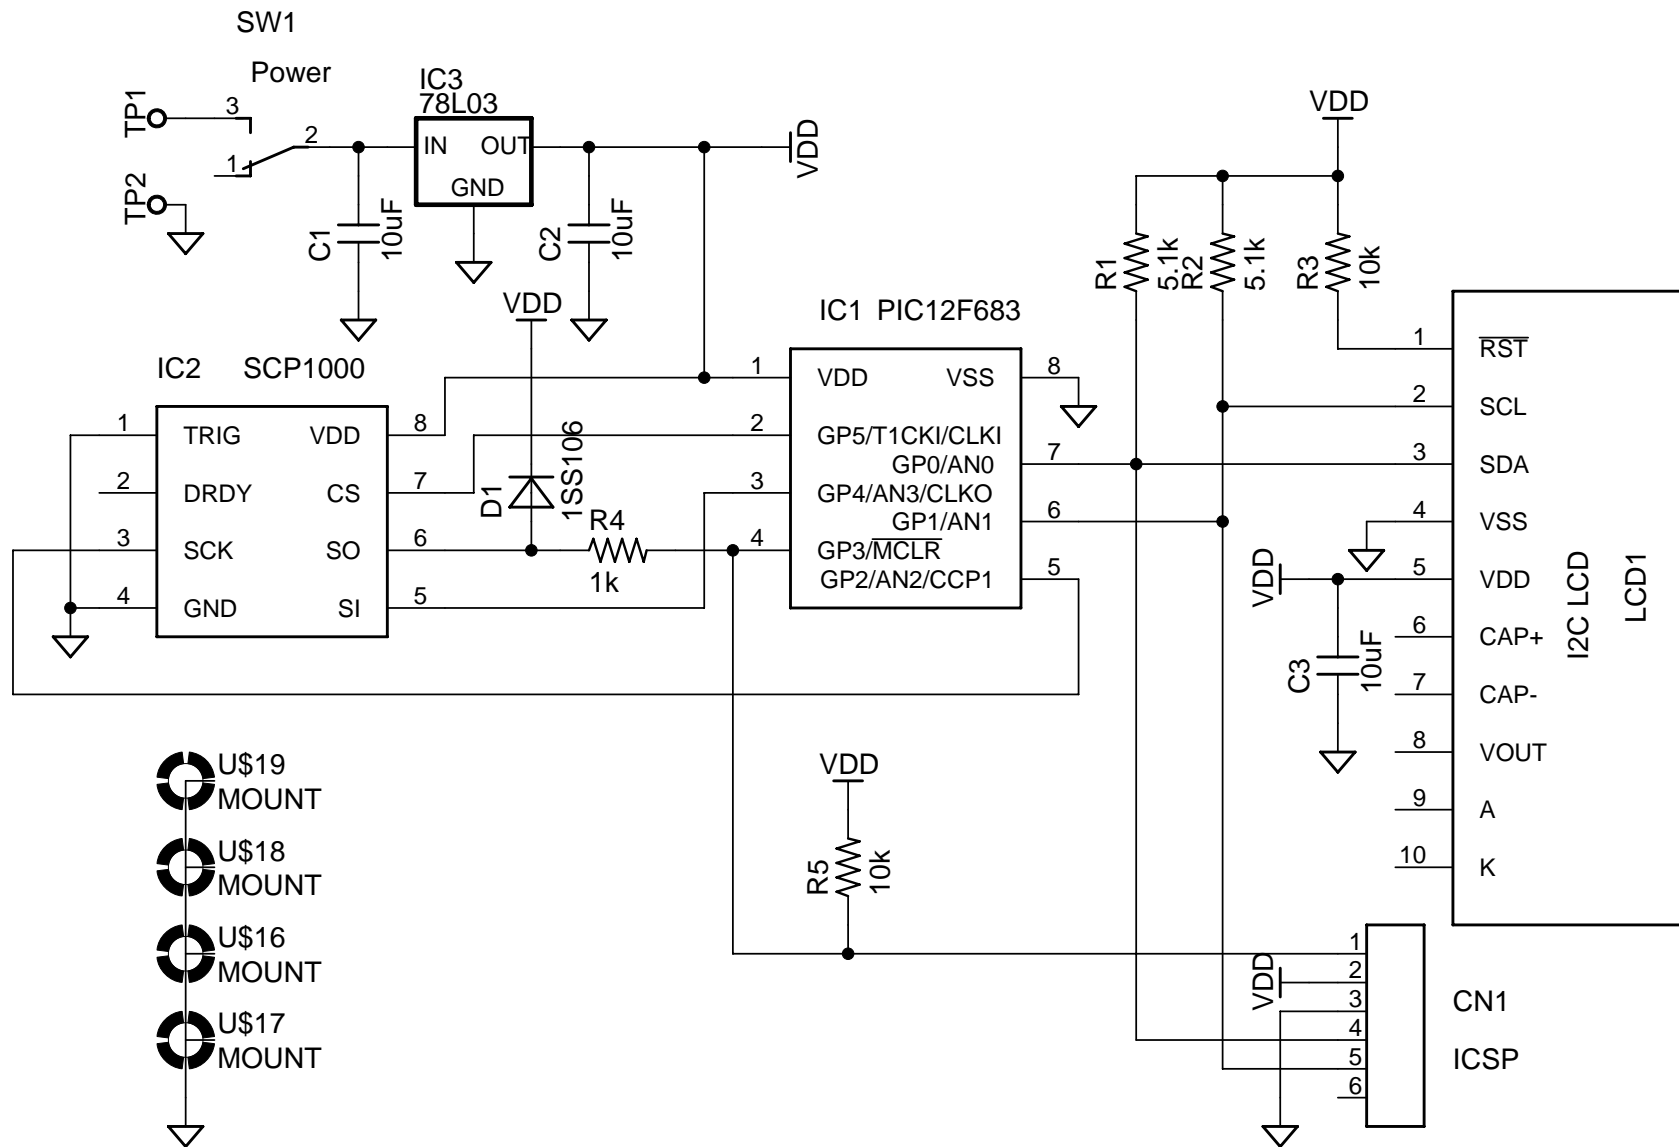 SW1
Power
TP1
3
2
1
TP2
IC3
78L03
IN
OUT
GND
C1
10uF
C2
10uF
VDD
VDD
R1
5.1k
R2
5.1k
R3
10k
VDD
D1
1SS106
R4
1k
IC2 SCP1000
1 TRIG VDD 8
2 DRDY CS 7
3 SCK SO 6
4 GND SI 5
IC1 PIC12F683
1 VDD VSS 8
2 GP5/T1CKI/CLKI
GP0/AN0 7
3 GP4/AN3/CLKO
GP1/AN1 6
4 GP3/MCLR
GP2/AN2/CCP1 5
1 RST
2 SCL
3 SDA
4 VSS
5 VDD
6 CAP+
7 CAP-
8 VOUT
9 A
10 K
I2C LCD
LCD1
VDD
C3
10uF
U$19
MOUNT
U$18
MOUNT
U$16
MOUNT
U$17
MOUNT
VDD
R5
10k
VDD
1
2
3
4
5
6
CN1
ICSP